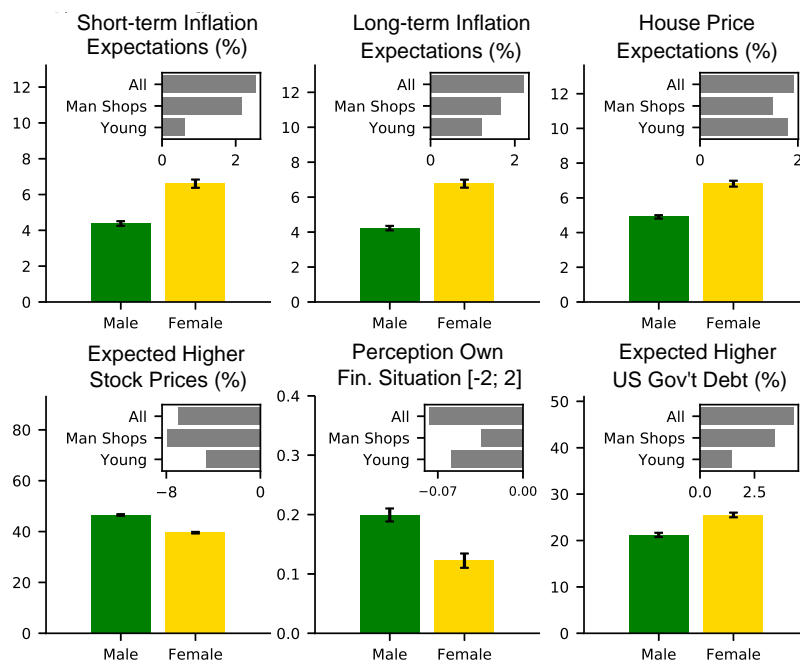 Short-term Inflation
Expectations (%)
12
10
8
6
4
2
0
All
Man Shops
Young
0 2
Male Female
Long-term Inflation
Expectations (%)
12
10
8
6
4
2
0
All
Man Shops
Young
0 2
Male Female
House Price
Expectations (%)
12
10
8
6
4
2
0
All
Man Shops
Young
0 2
Male Female
Expected Higher
Stock Prices (%)
80
60
40
20
0
All
Man Shops
Young
−8 0
Male Female
Perception Own
Fin. Situation [-2; 2]
0.4
0.3
0.2
0.1
0.0
All
Man Shops
Young
−0.07 0.00
Male Female
Expected Higher
US Gov't Debt (%)
50
40
30
20
10
0
All
Man Shops
Young
0.0 2.5
Male Female